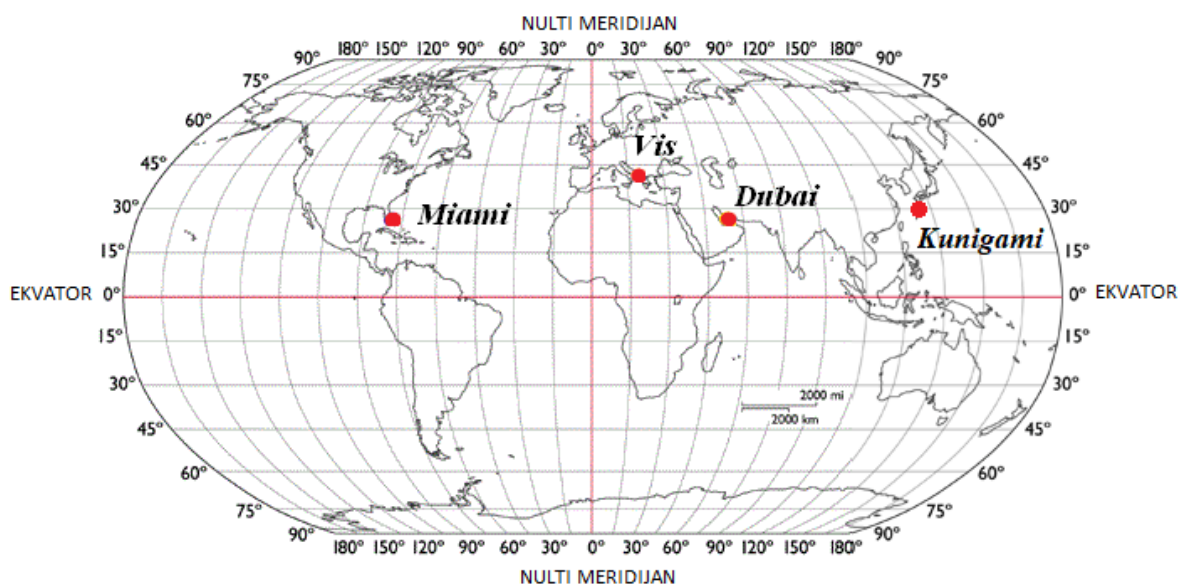 NULTI MERIDIJAN
180° 150° 120° 90° 60° 30° 0° 30° 60° 90° 120° 150° 180°
90° 90°
75° 75°
60° 60°
45° Vis 45°
30° Miami Dubai 30°
Kunigami
15° 15°
EKVATOR 0° 0° EKVATOR
15° 15°
30° 30°
2000 mi
2000 km
45° 45°
60° 60°
75° 75°
90° 90°
180° 150° 120° 90° 60° 30° 0° 30° 60° 90° 120° 150° 180°
NULTI MERIDIJAN